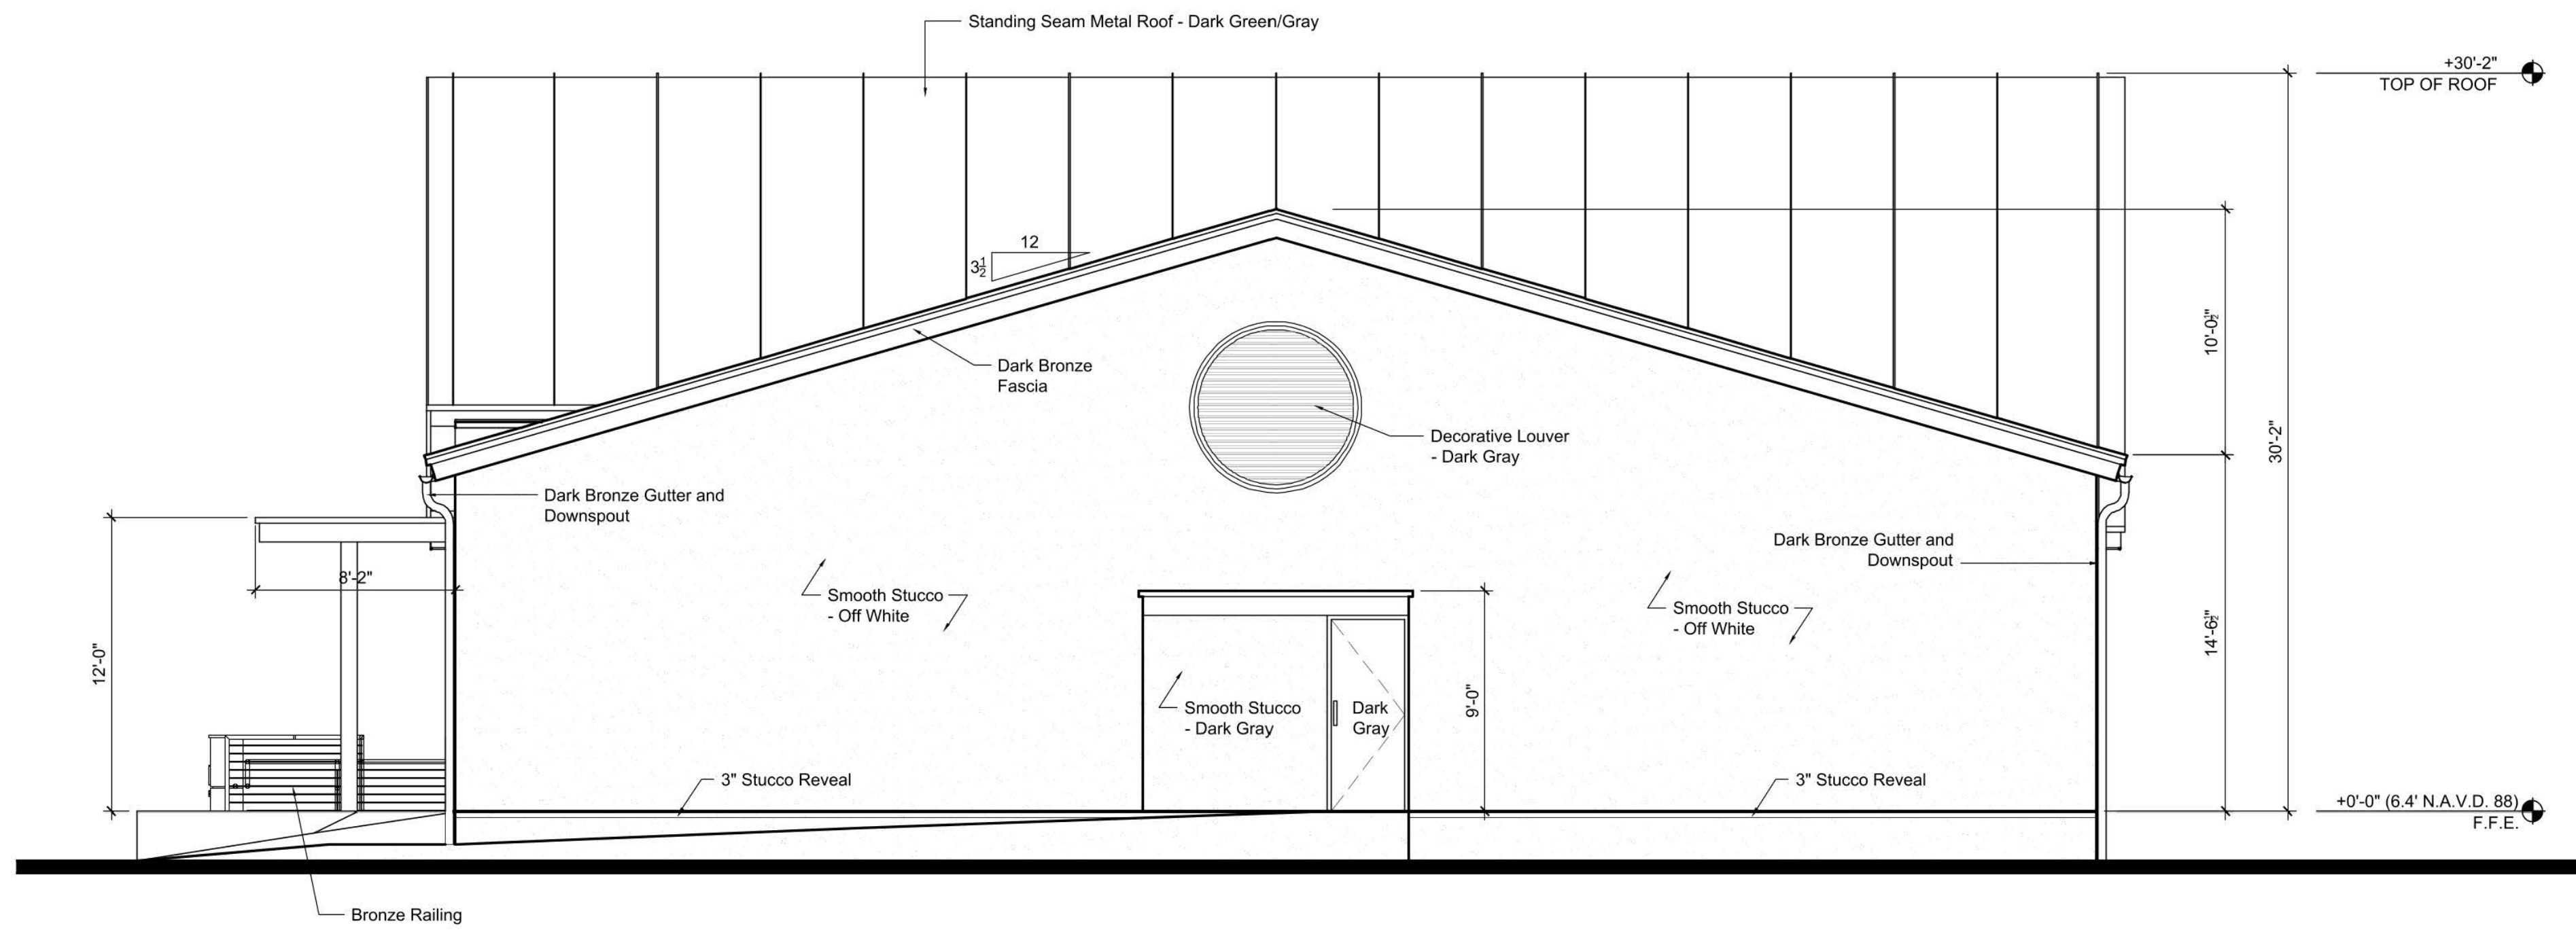 Standing Seam Metal Roof - Dark Green/Gray
+30'-2"
TOP OF ROOF
12
3½
Dark Bronze
Fascia
10'-0½"
30'-2"
Decorative Louver
- Dark Gray
Dark Bronze Gutter and
Downspout
Dark Bronze Gutter and
Downspout
8'-2"
Smooth Stucco
- Off White
Smooth Stucco
- Off White
14'-6½"
12'-0"
9'-0"
Smooth Stucco
- Dark Gray
Dark
Gray
3" Stucco Reveal
3" Stucco Reveal
+0'-0" (6.4' N.A.V.D. 88)
F.F.E.
Bronze Railing